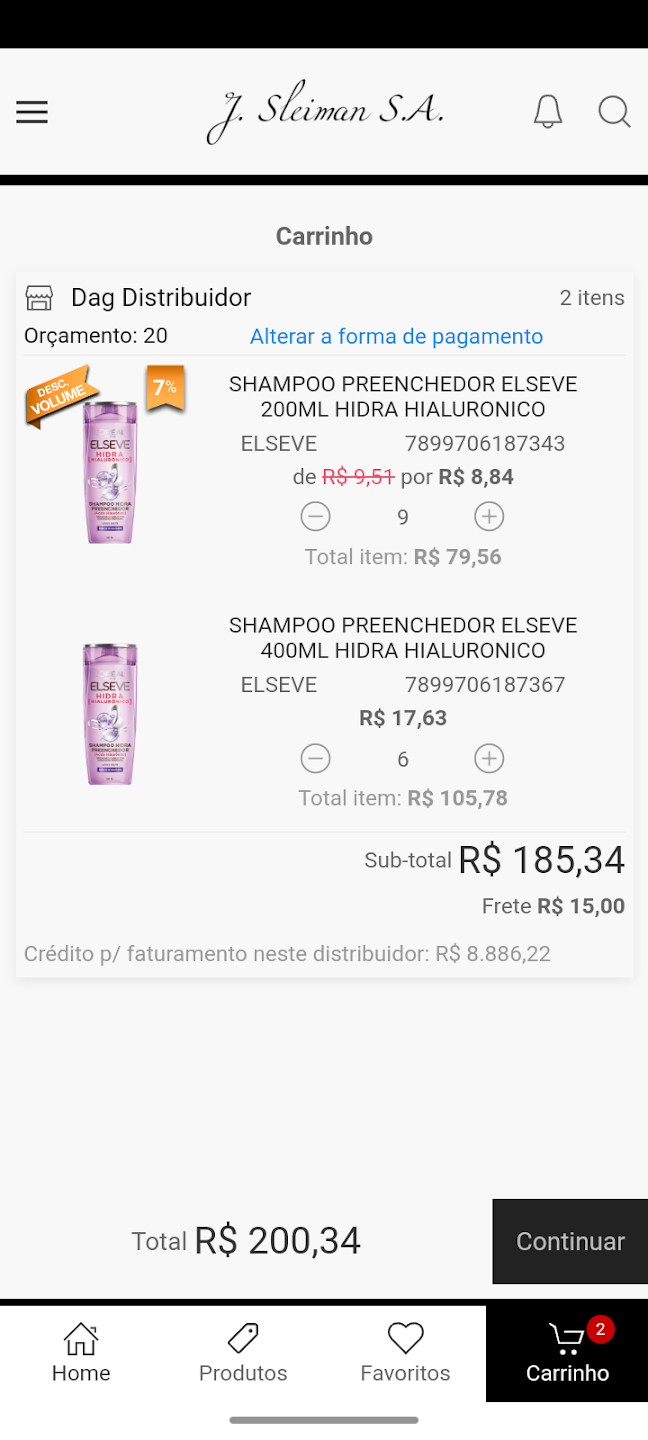 J. Sleiman S.A.
Carrinho
Dag Distribuidor
2 itens
Orçamento: 20
Alterar a forma de pagamento
DESC.
VOLUME
7%
SHAMPOO PREENCHEDOR ELSEVE
200ML HIDRA HIALURONICO
ELSEVE
HIDRA
[HIALURÔNICO]
SHAMPOO HIDRA
PREENCHEDOR
ELSEVE 7899706187343
de R$ 9,51 por R$ 8,84
9
Total item: R$ 79,56
SHAMPOO PREENCHEDOR ELSEVE
400ML HIDRA HIALURONICO
ELSEVE
HIDRA
[HIALURÔNICO]
SHAMPOO HIDRA
PREENCHEDOR
ELSEVE 7899706187367
R$ 17,63
6
Total item: R$ 105,78
Sub-total R$ 185,34
Frete R$ 15,00
Crédito p/ faturamento neste distribuidor: R$ 8.886,22
Total R$ 200,34
Continuar
Home
Produtos
Favoritos
2
Carrinho